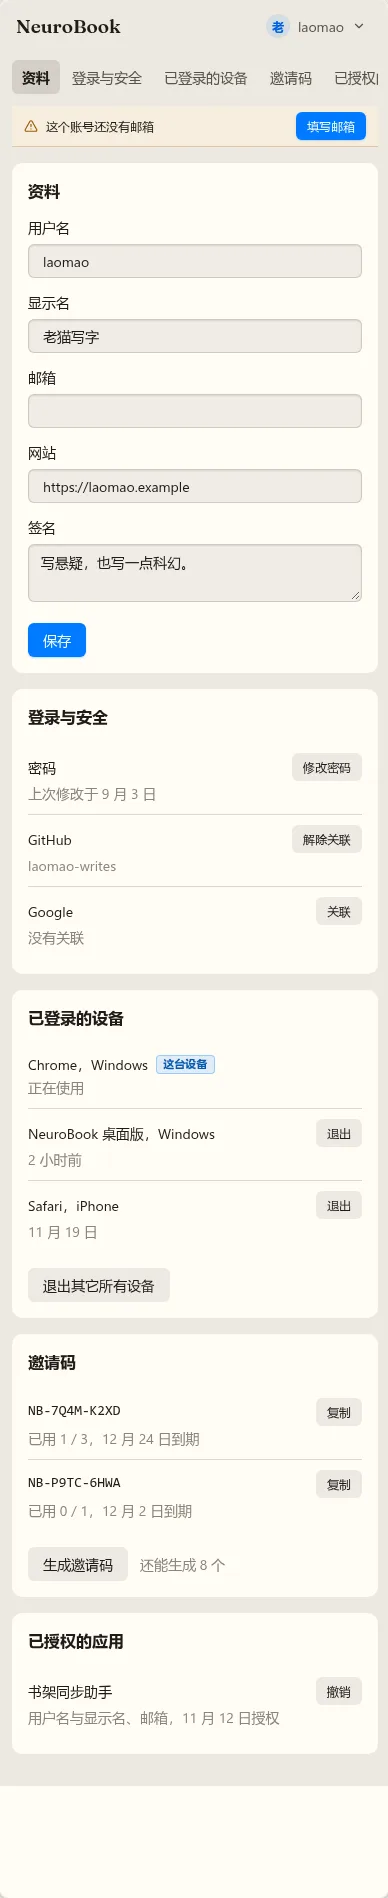 NeuroBook
老 laomao
资料 登录与安全 已登录的设备 邀请码 已授权
这个账号还没有邮箱 填写邮箱
资料
用户名
laomao
显示名
老猫写字
邮箱
网站
https://laomao.example
签名
写悬疑，也写一点科幻。
保存
登录与安全
密码 修改密码
上次修改于 9 月 3 日
GitHub 解除关联
laomao-writes
Google 关联
没有关联
已登录的设备
Chrome，Windows 这台设备
正在使用
NeuroBook 桌面版，Windows 退出
2 小时前
Safari，iPhone 退出
11 月 19 日
退出其它所有设备
邀请码
NB-7Q4M-K2XD 复制
已用 1 / 3，12 月 24 日到期
NB-P9TC-6HWA 复制
已用 0 / 1，12 月 2 日到期
生成邀请码 还能生成 8 个
已授权的应用
书架同步助手 撤销
用户名与显示名、邮箱，11 月 12 日授权